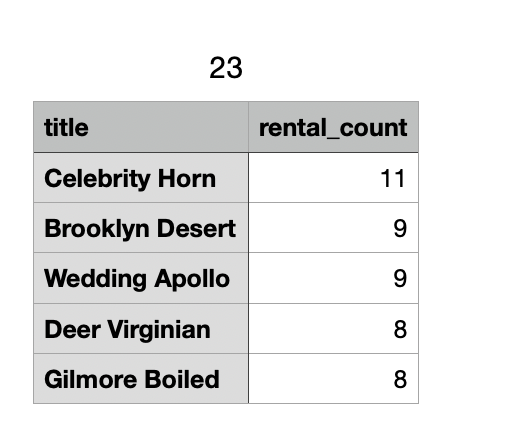 23
title rental_count
Celebrity Horn 11
Brooklyn Desert 9
Wedding Apollo 9
Deer Virginian 8
Gilmore Boiled 8